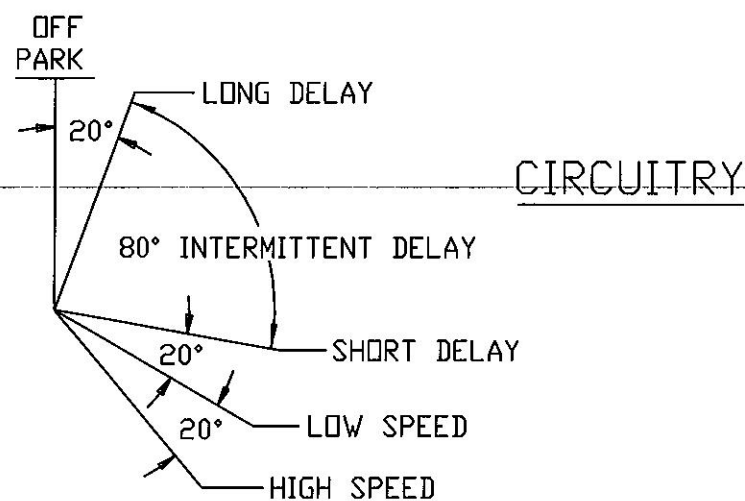 OFF
PARK
LONG DELAY
20°
CIRCUITRY
80° INTERMITTENT DELAY
SHORT DELAY
20°
LOW SPEED
20°
HIGH SPEED